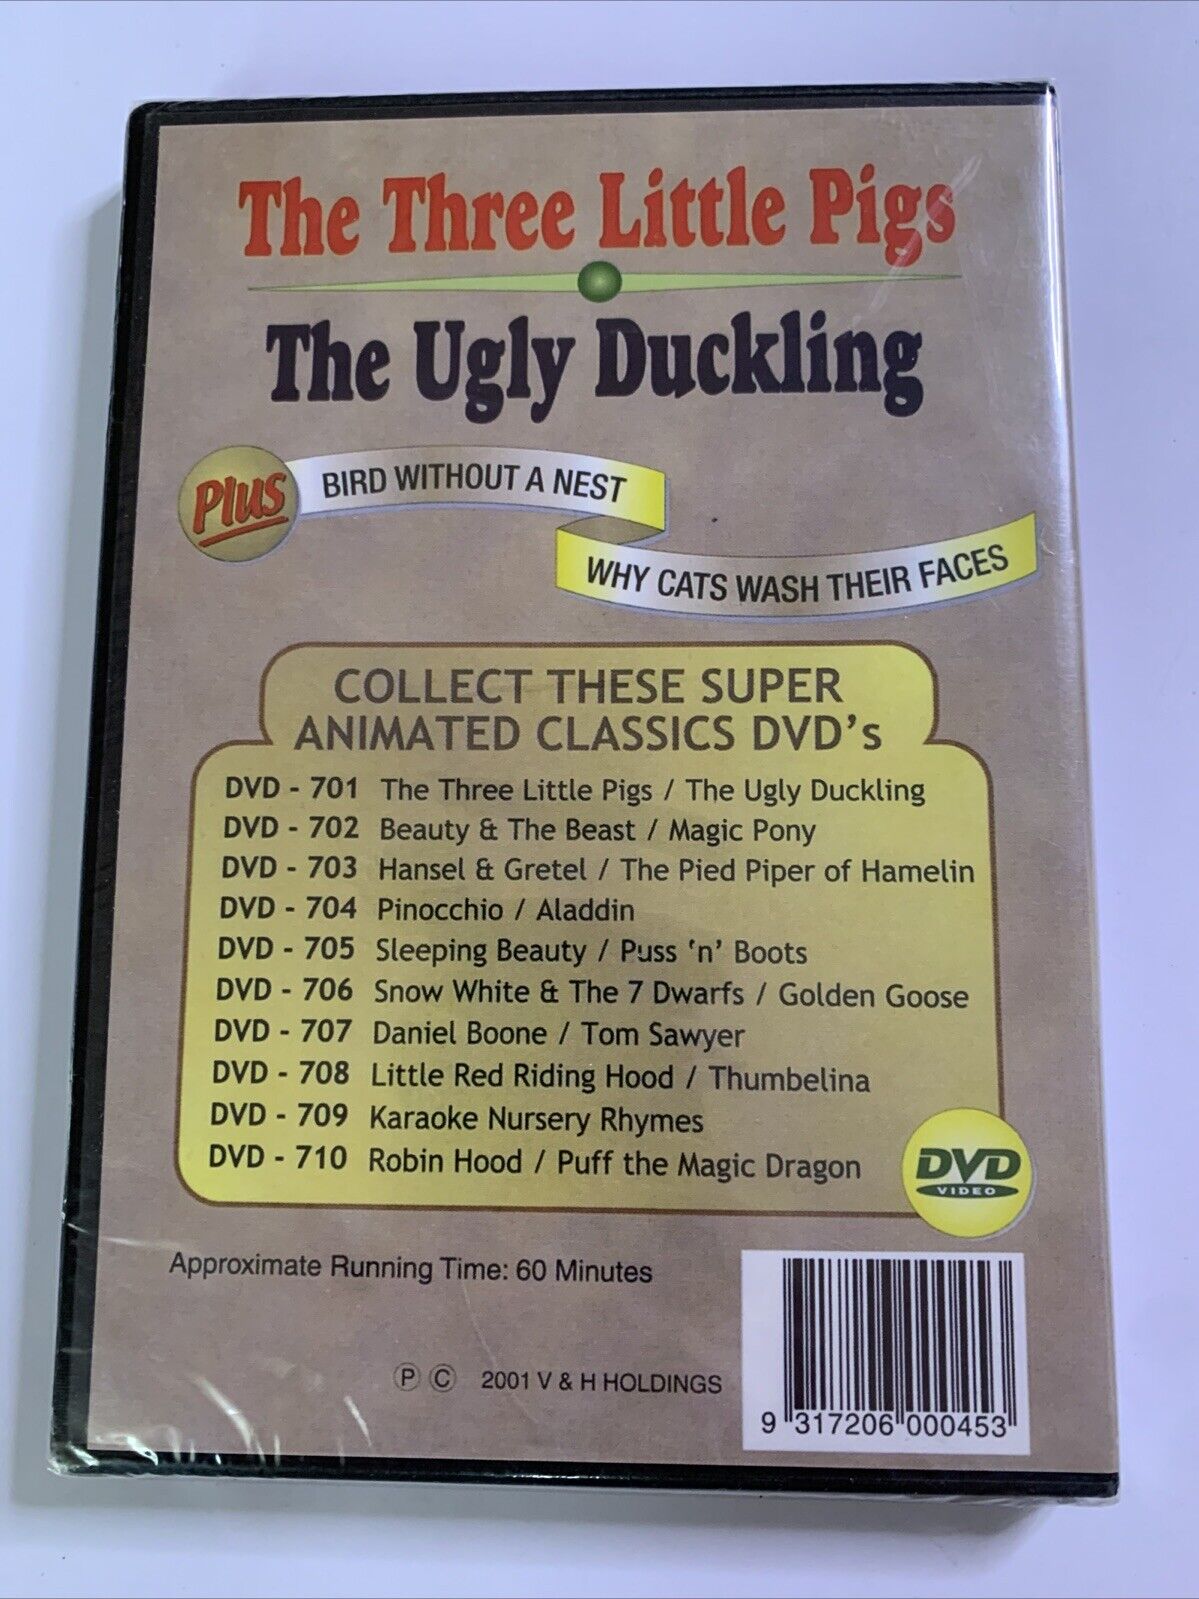 The Three Little Pigs
The Ugly Duckling
Plus
BIRD WITHOUT A NEST
WHY CATS WASH THEIR FACES
COLLECT THESE SUPER
ANIMATED CLASSICS DVD's
DVD - 701 The Three Little Pigs / The Ugly Duckling
DVD - 702 Beauty & The Beast / Magic Pony
DVD - 703 Hansel & Gretel / The Pied Piper of Hamelin
DVD - 704 Pinocchio / Aladdin
DVD - 705 Sleeping Beauty / Puss 'n' Boots
DVD - 706 Snow White & The 7 Dwarfs / Golden Goose
DVD - 707 Daniel Boone / Tom Sawyer
DVD - 708 Little Red Riding Hood / Thumbelina
DVD - 709 Karaoke Nursery Rhymes
DVD - 710 Robin Hood / Puff the Magic Dragon
DVD
VIDEO
Approximate Running Time: 60 Minutes
Ⓟ Ⓒ 2001 V & H HOLDINGS
9 317206 000453